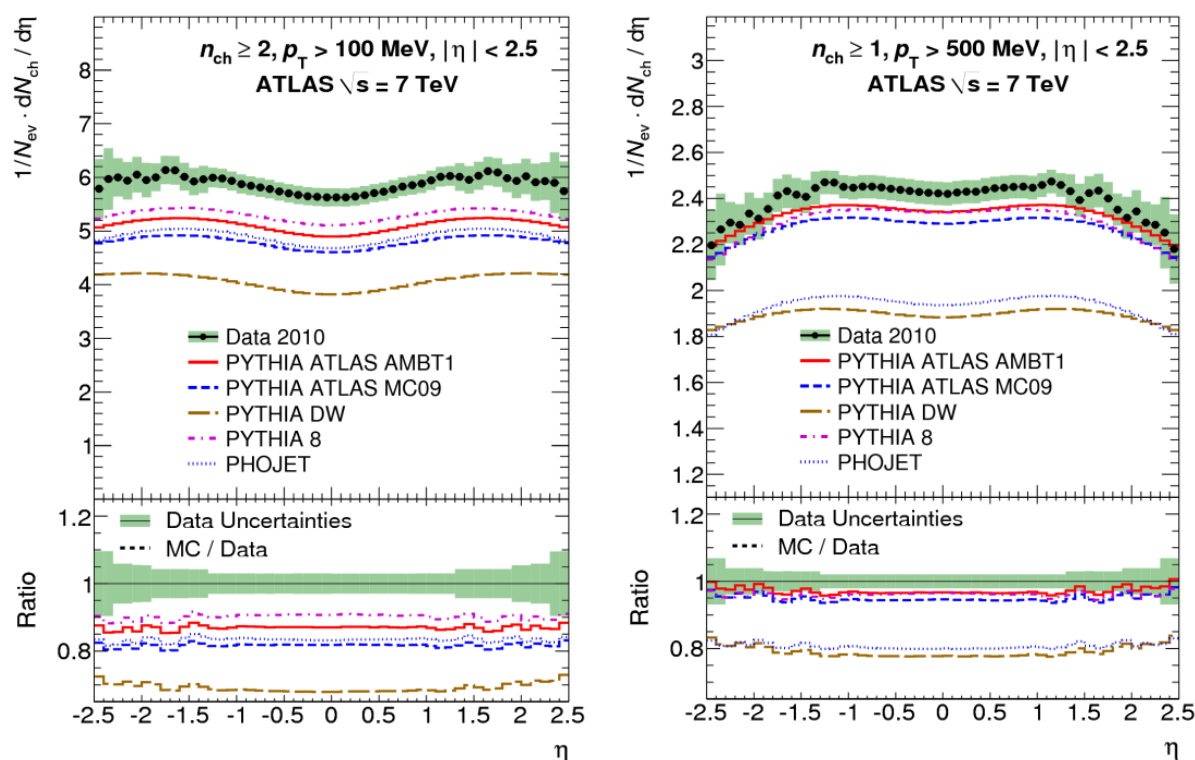 1/N_ev · dN_ch / dη
n_ch ≥ 2, p_T > 100 MeV, |η| < 2.5
ATLAS √s = 7 TeV
8
7
6
5
4
3
2
1
Data 2010
PYTHIA ATLAS AMBT1
PYTHIA ATLAS MC09
PYTHIA DW
PYTHIA 8
PHOJET
Ratio
1.2
1
0.8
Data Uncertainties
MC / Data
-2.5 -2 -1.5 -1 -0.5 0 0.5 1 1.5 2 2.5
η
1/N_ev · dN_ch / dη
n_ch ≥ 1, p_T > 500 MeV, |η| < 2.5
ATLAS √s = 7 TeV
3
2.8
2.6
2.4
2.2
2
1.8
1.6
1.4
1.2
Data 2010
PYTHIA ATLAS AMBT1
PYTHIA ATLAS MC09
PYTHIA DW
PYTHIA 8
PHOJET
Ratio
1.2
1
0.8
Data Uncertainties
MC / Data
-2.5 -2 -1.5 -1 -0.5 0 0.5 1 1.5 2 2.5
η